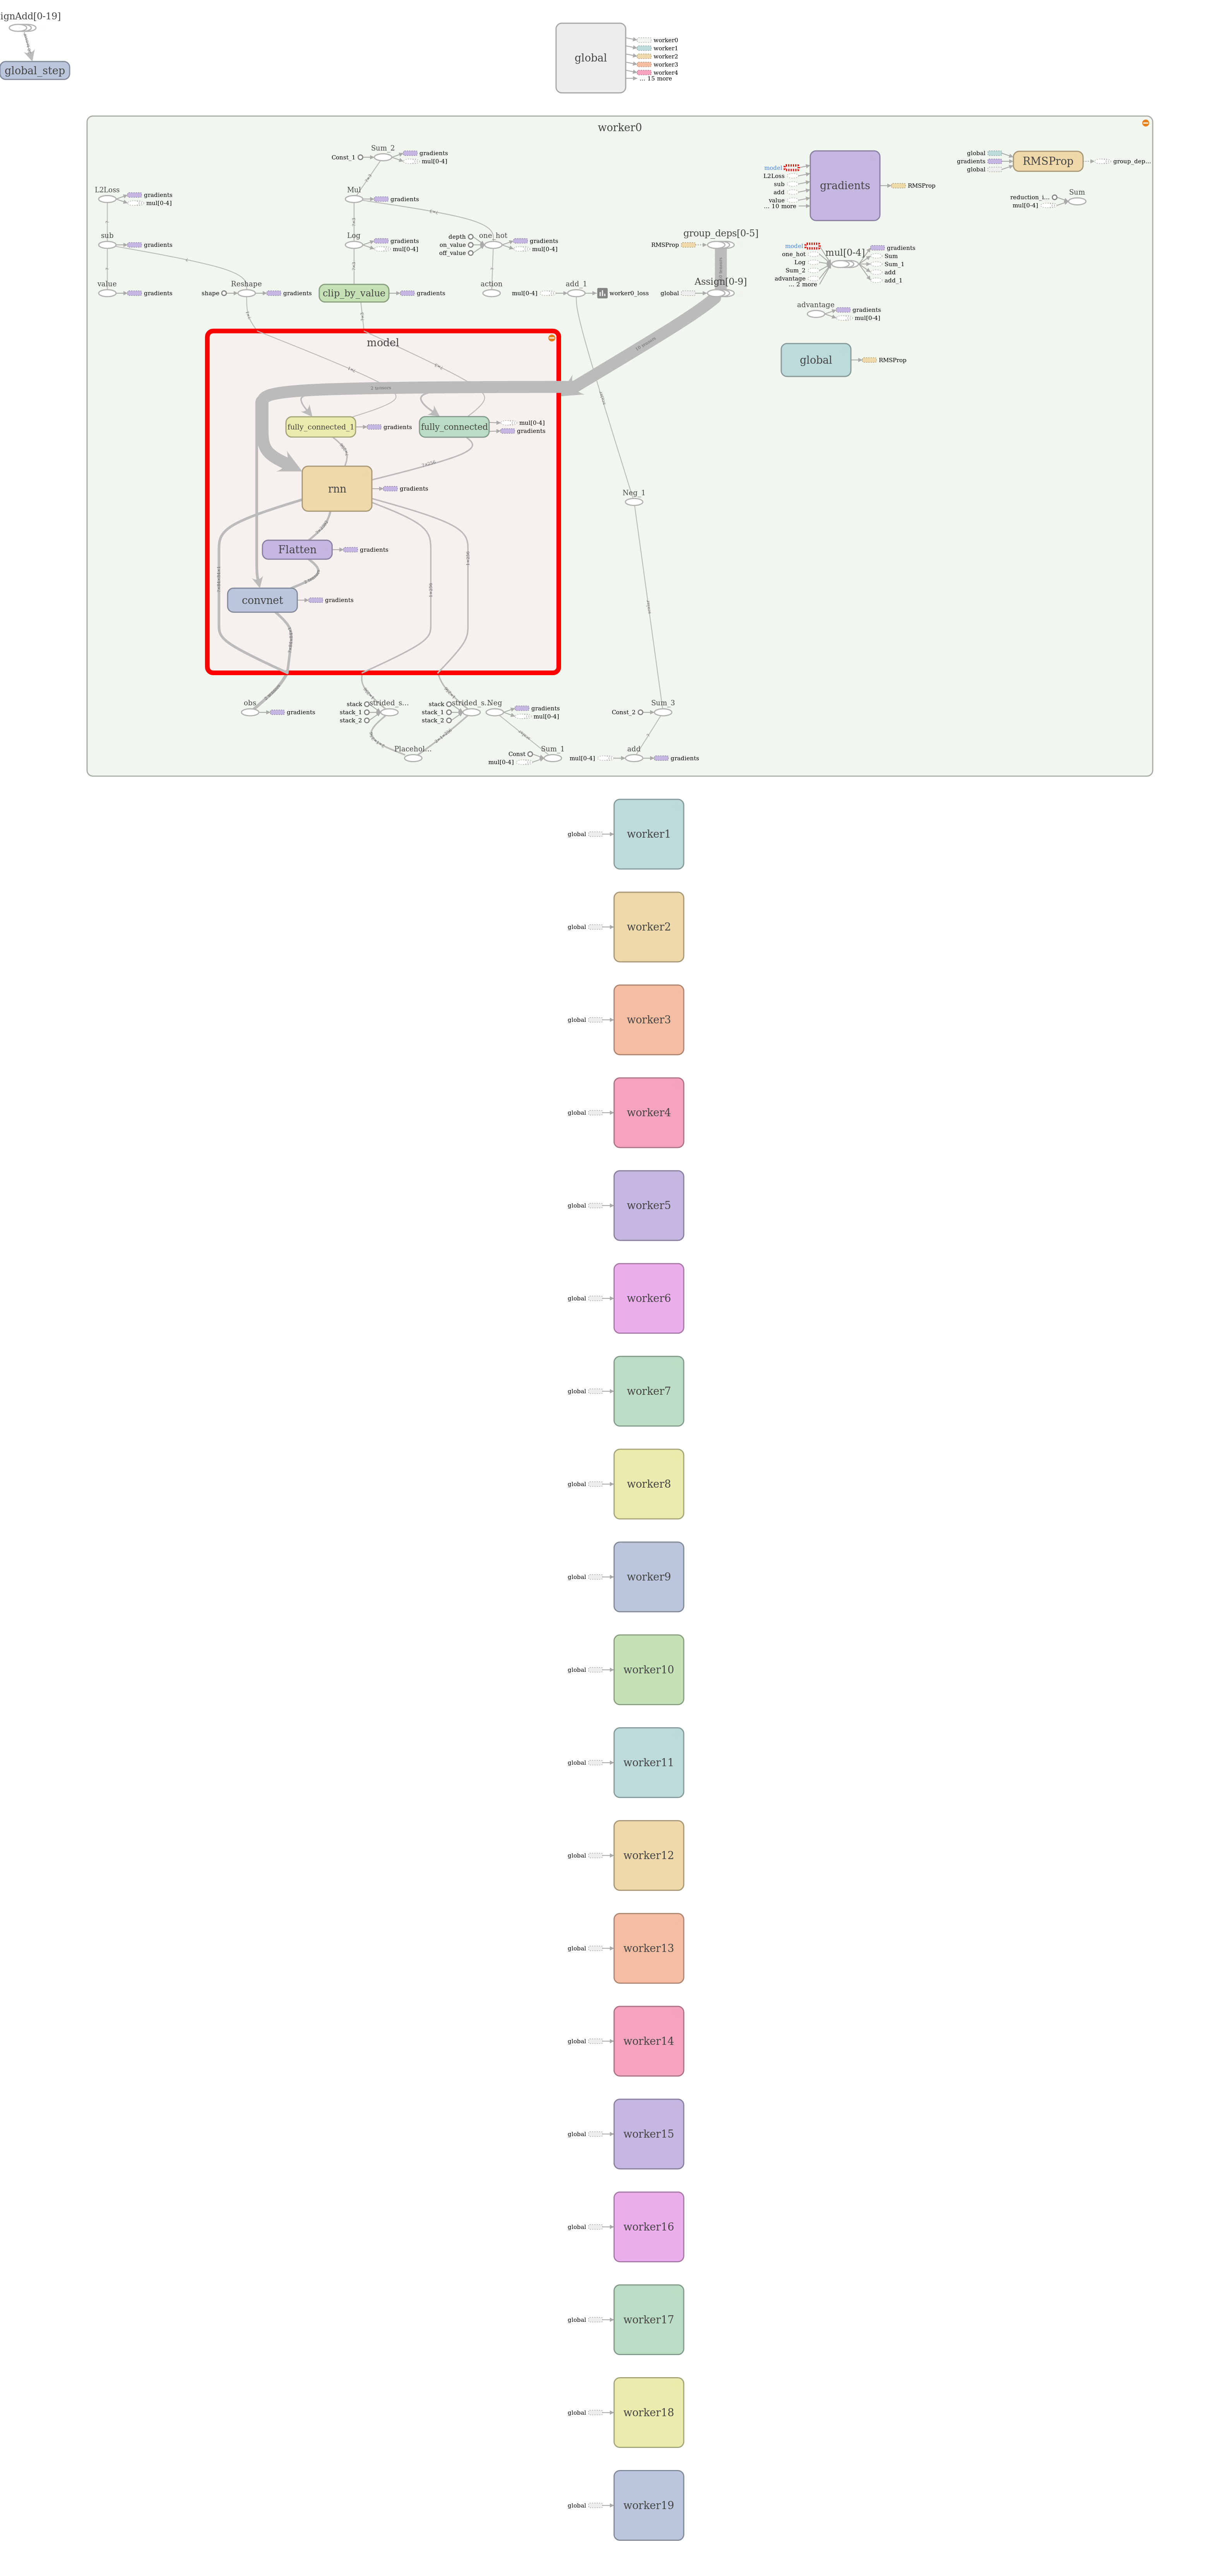 ignAdd[0-19]
global_step
global
worker0
worker1
worker2
worker3
worker4
... 15 more
worker0
Const_1
Sum_2
gradients
mul[0-4]
L2Loss
gradients
mul[0-4]
Mul
gradients
sub
gradients
Log
gradients
mul[0-4]
depth
on_value
off_value
one_hot
gradients
mul[0-4]
value
gradients
shape
Reshape
gradients
clip_by_value
gradients
action
mul[0-4]
add_1
worker0_loss
RMSProp
group_deps[0-5]
global
Assign[0-9]
model
L2Loss
sub
add
value
... 10 more
gradients
RMSProp
global
gradients
global
RMSProp
group_dep...
reduction_i...
mul[0-4]
Sum
model
one_hot
Log
Sum_2
advantage
... 2 more
mul[0-4]
gradients
Sum
Sum_1
add
add_1
advantage
gradients
mul[0-4]
global
RMSProp
model
fully_connected_1
gradients
fully_connected
mul[0-4]
gradients
rnn
gradients
Flatten
gradients
convnet
gradients
Neg_1
obs
gradients
stack
stack_1
stack_2
strided_s...
stack
stack_1
stack_2
strided_s...
Neg
gradients
mul[0-4]
Const_2
Sum_3
Placehol...
Const
mul[0-4]
Sum_1
mul[0-4]
add
gradients
global
worker1
global
worker2
global
worker3
global
worker4
global
worker5
global
worker6
global
worker7
global
worker8
global
worker9
global
worker10
global
worker11
global
worker12
global
worker13
global
worker14
global
worker15
global
worker16
global
worker17
global
worker18
global
worker19